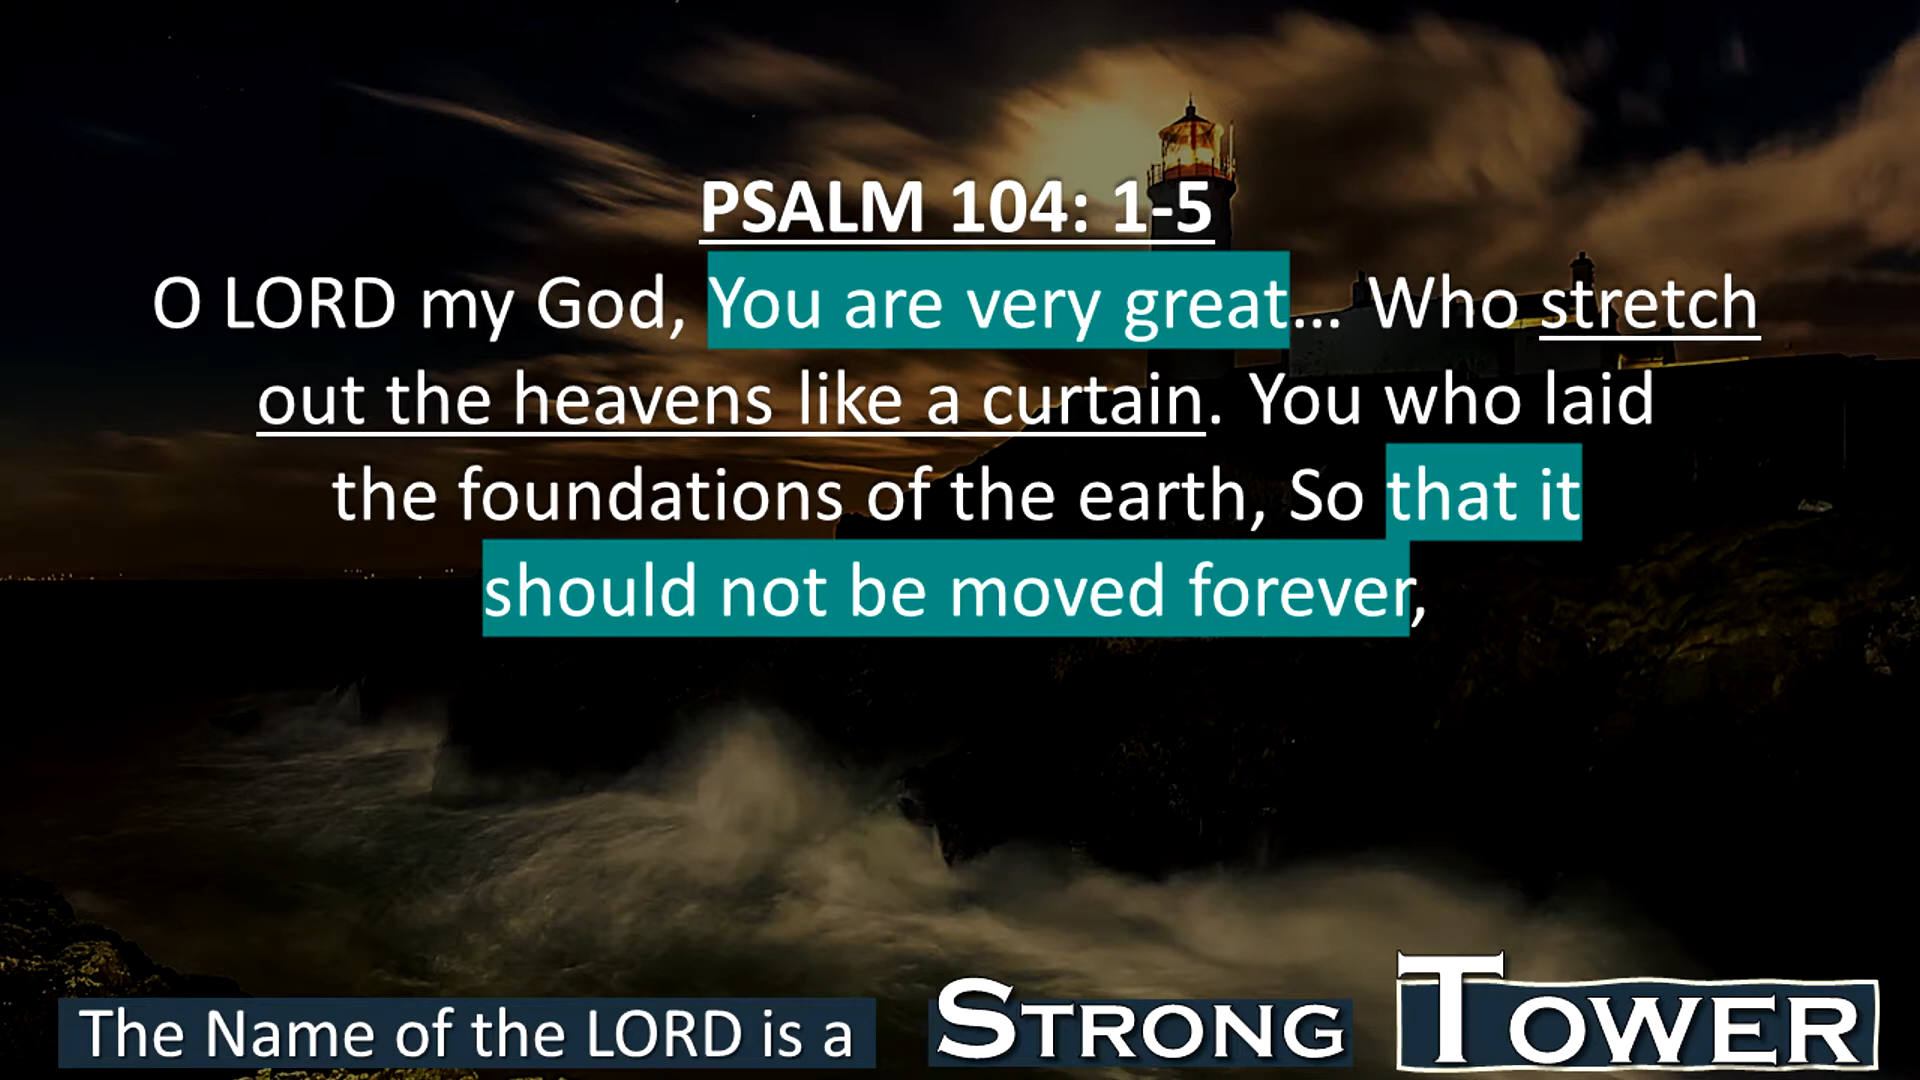 PSALM 104: 1-5
O LORD my God, You are very great... Who stretch
out the heavens like a curtain. You who laid
the foundations of the earth, So that it
should not be moved forever,
The Name of the LORD is a STRONG TOWER